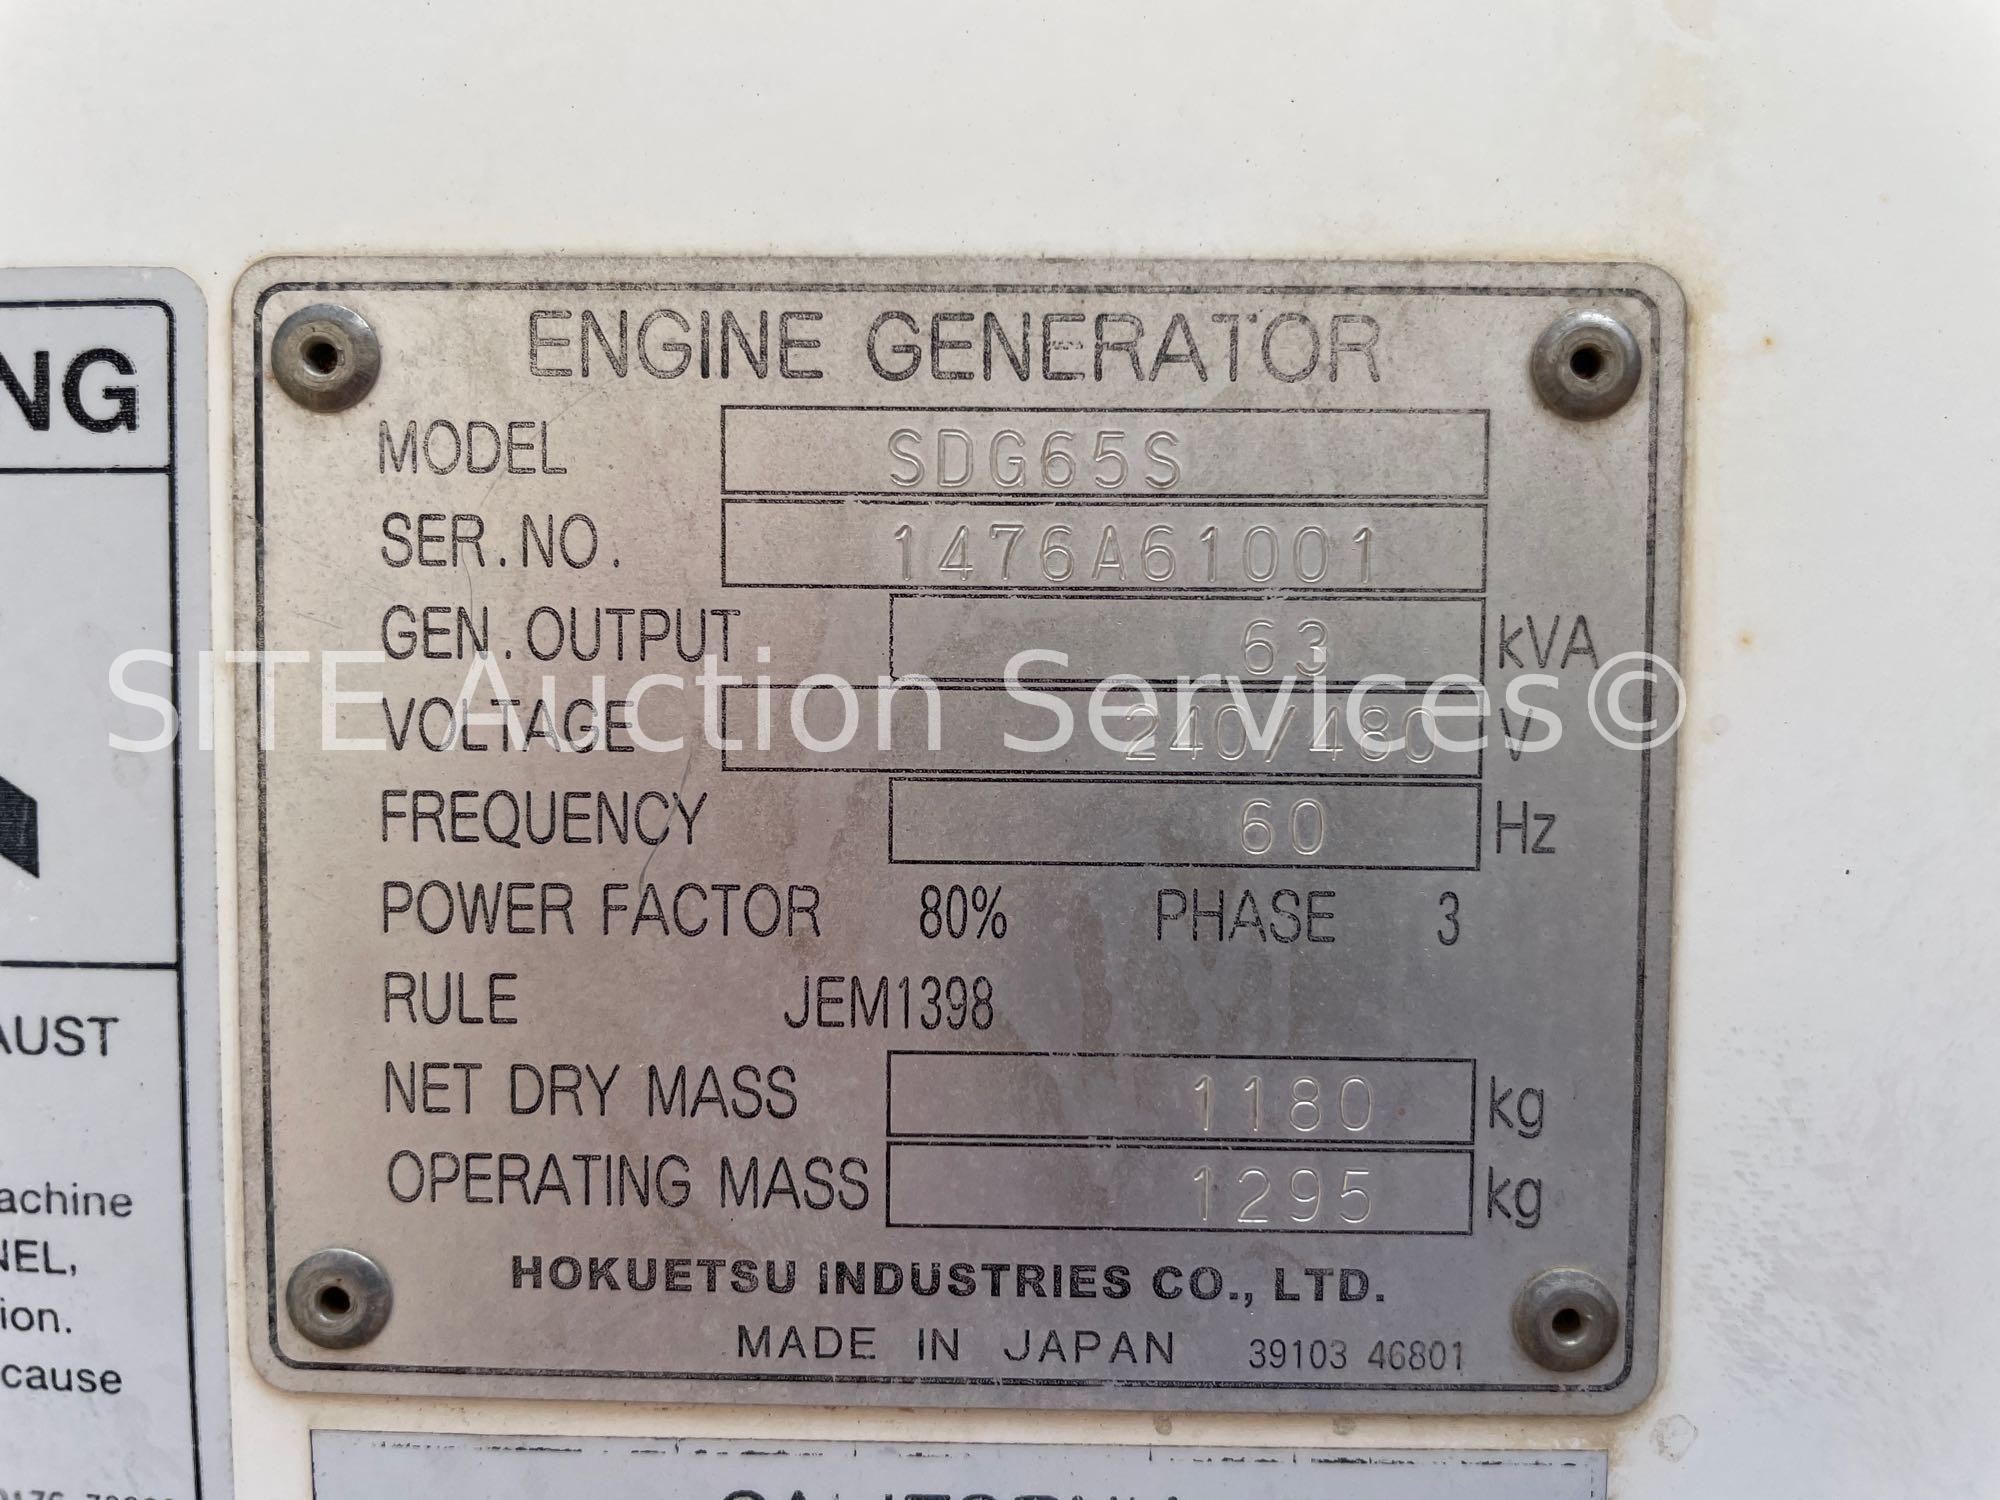 ENGINE GENERATOR
MODEL SDG65S
SER.NO. 1476A61001
GEN.OUTPUT 63 kVA
VOLTAGE 240/480 V
FREQUENCY 60 Hz
POWER FACTOR 80% PHASE 3
RULE JEM1398
NET DRY MASS 1180 kg
OPERATING MASS 1295 kg
HOKUETSU INDUSTRIES CO., LTD.
MADE IN JAPAN 39103 46801
SITE Auction Services©
NG
AUST
achine
NEL,
ion.
cause